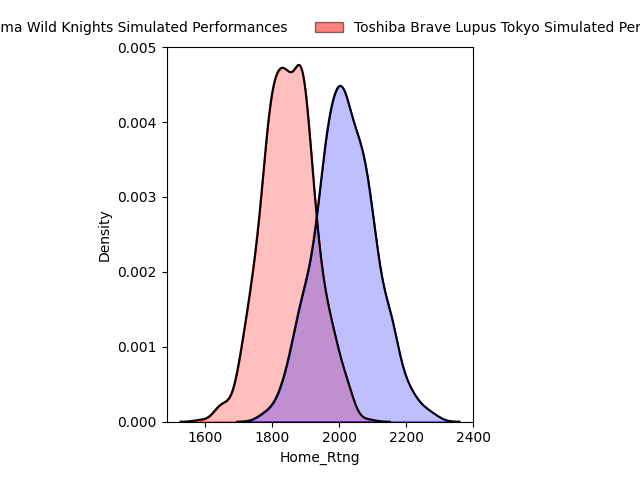 ma Wild Knights Simulated Performances Toshiba Brave Lupus Tokyo Simulated Per
0.005
0.004
0.003
0.002
0.001
0.000
Density
1600 1800 2000 2200 2400
Home_Rtng